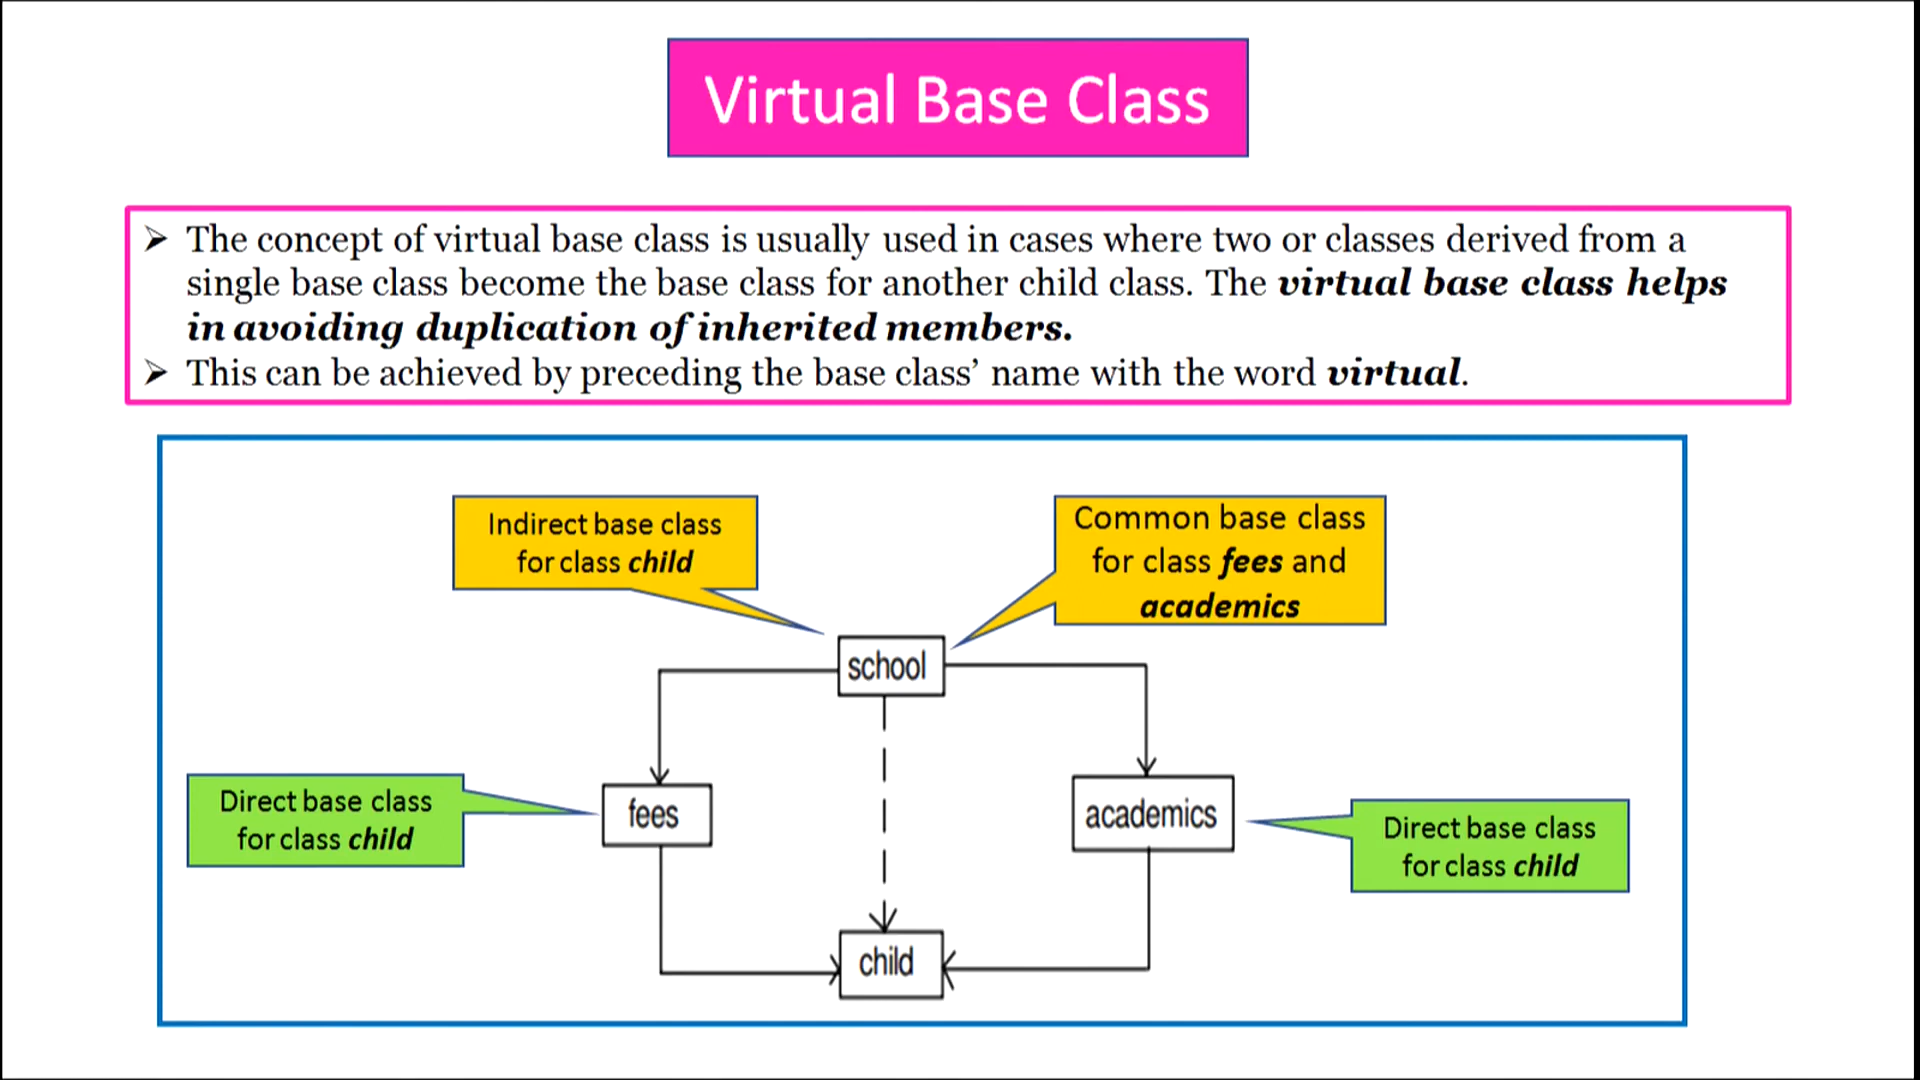 Virtual Base Class
➢ The concept of virtual base class is usually used in cases where two or classes derived from a
single base class become the base class for another child class. The virtual base class helps
in avoiding duplication of inherited members.
➢ This can be achieved by preceding the base class’ name with the word virtual.
Indirect base class
for class child
Common base class
for class fees and
academics
school
Direct base class
for class child
fees
academics
Direct base class
for class child
child